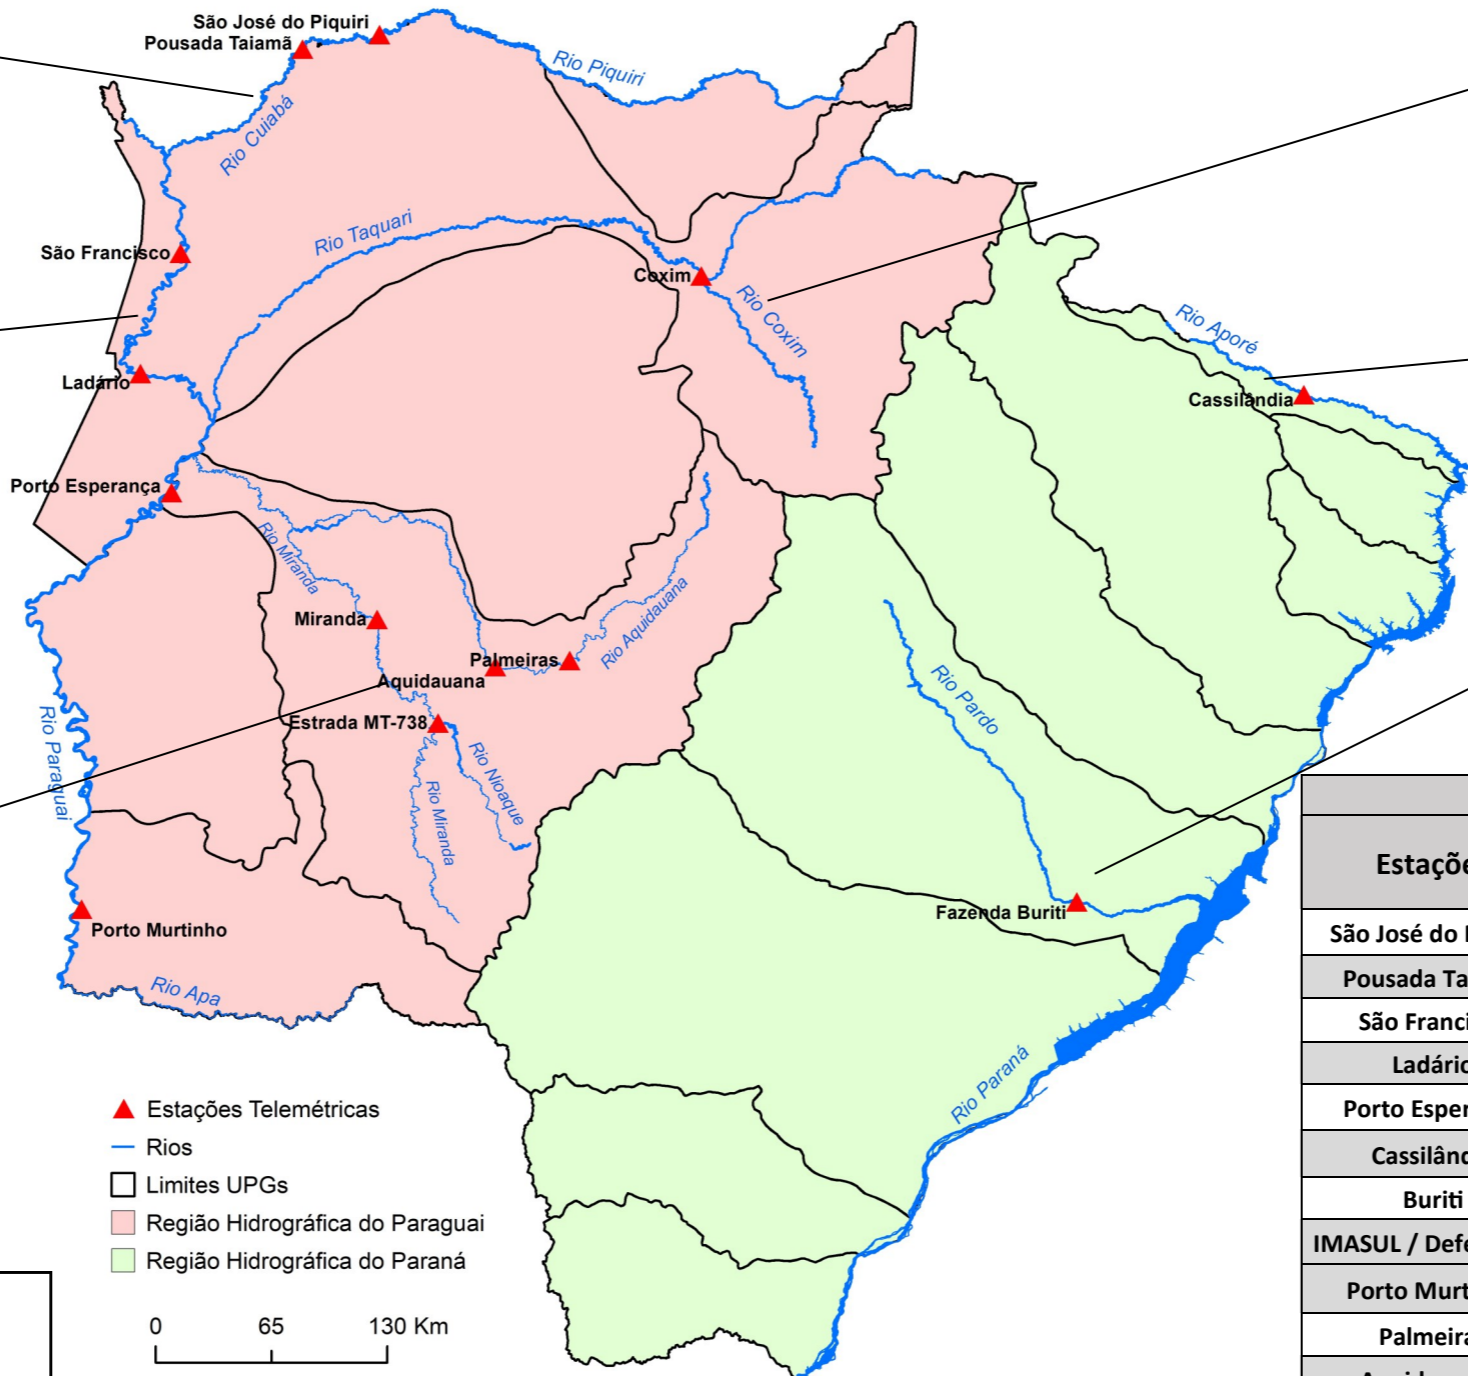 São José do Piquiri
Pousada Taiamã
Rio Piquiri
Rio Cuiabá
Rio Taquari
São Francisco
Coxim
Rio Coxim
Rio Aporé
Ladário
Cassilândia
Porto Esperança
Rio Miranda
Miranda
Rio Aquidauana
Palmeiras
Aquidauana
Rio Pardo
Estrada MT-738
Rio Paraguai
Rio Nioaque
Rio Miranda
Fazenda Buriti
Porto Murtinho
Rio Apa
Rio Paraná
Estações Telemétricas
Rios
Limites UPGs
Região Hidrográfica do Paraguai
Região Hidrográfica do Paraná
0 65 130 Km
Estaçõe
São José do
Pousada Ta
São Franci
Ladário
Porto Esper
Cassilând
Buriti
IMASUL / Defe
Porto Murt
Palmeira